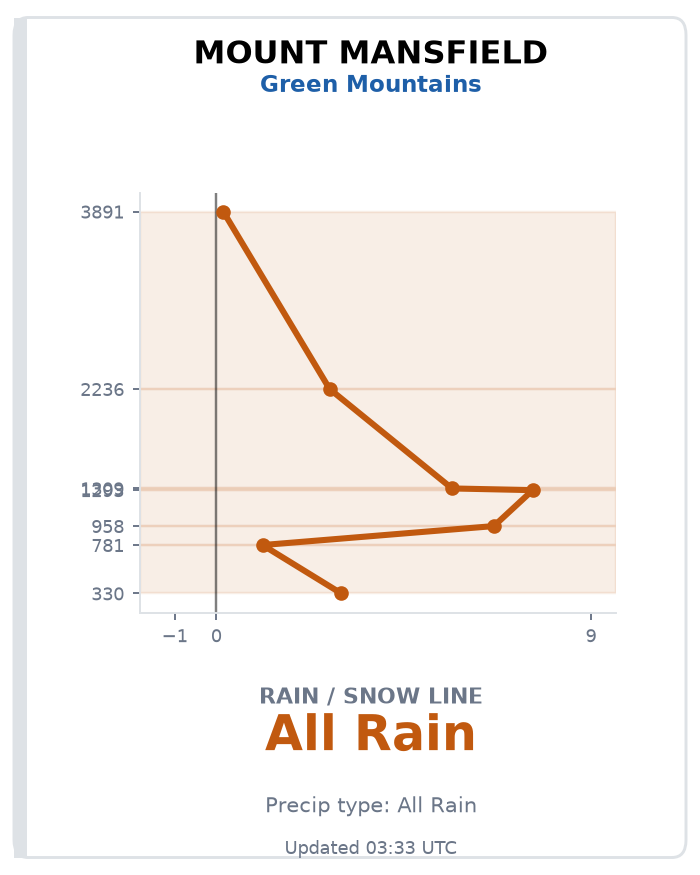 MOUNT MANSFIELD
Green Mountains
3891
2236
958
781
330
−1 0 9
RAIN / SNOW LINE
All Rain
Precip type: All Rain
Updated 03:33 UTC